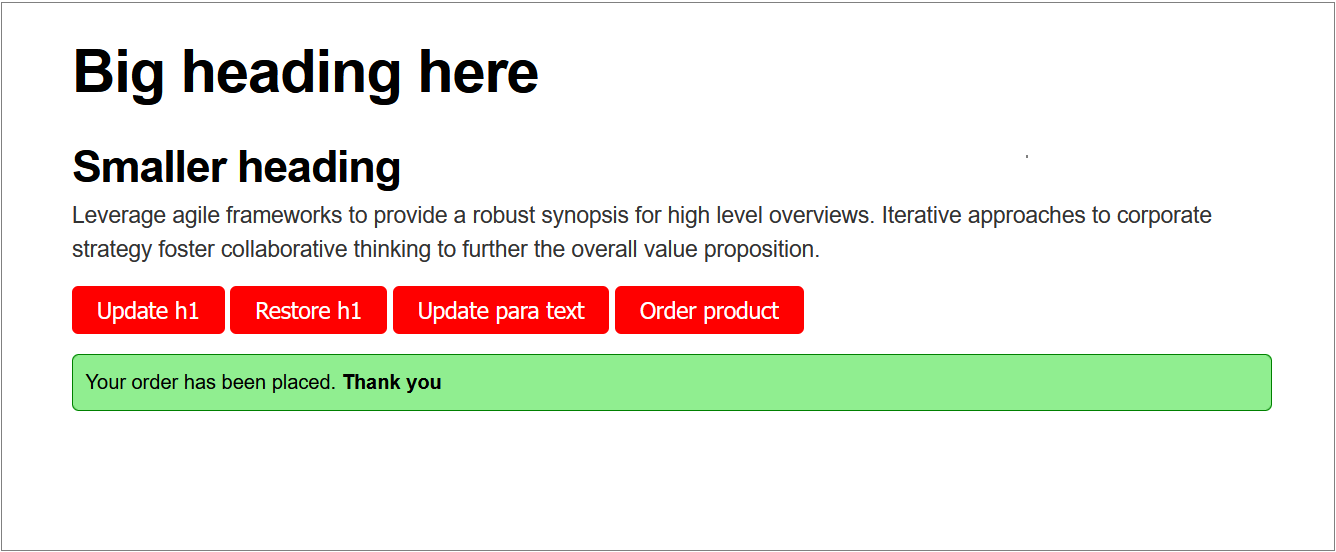 Big heading here
Smaller heading
Leverage agile frameworks to provide a robust synopsis for high level overviews. Iterative approaches to corporate
strategy foster collaborative thinking to further the overall value proposition.
Update h1 Restore h1 Update para text Order product
Your order has been placed. Thank you